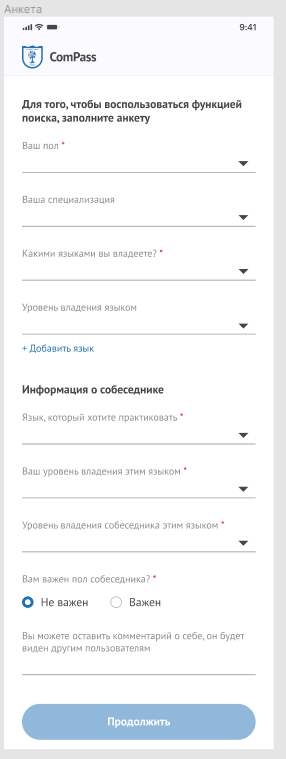 Анкета
9:41
ComPass
Для того, чтобы воспользоваться функцией
поиска, заполните анкету
Ваш пол *
Ваша специализация
Какими языками вы владеете? *
Уровень владения языком
+ Добавить язык
Информация о собеседнике
Язык, который хотите практиковать *
Ваш уровень владения этим языком *
Уровень владения собеседника этим языком *
Вам важен пол собеседника? *
Не важен Важен
Вы можете оставить комментарий о себе, он будет
виден другим пользователям
Продолжить